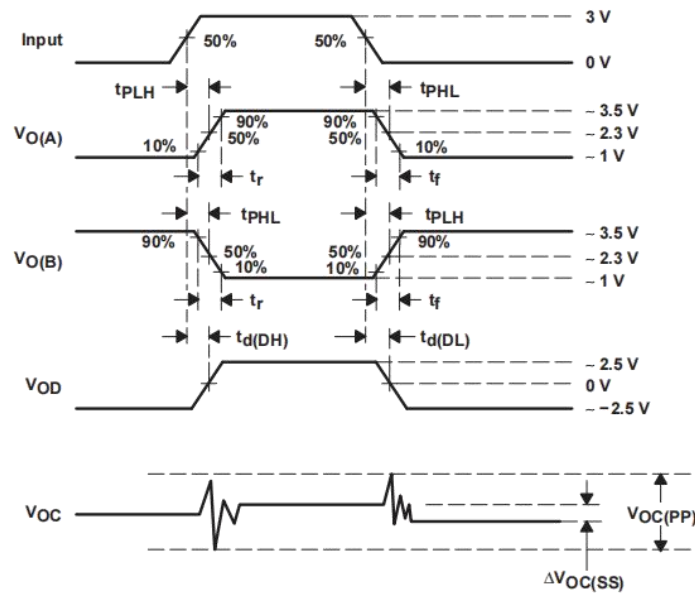 3 V
Input 50% 50%
0 V
tPLH tPHL
~ 3.5 V
90% 90%
VO(A) 50% 50% ~ 2.3 V
10% 10%
~ 1 V
tr tf
tPHL tPLH
~ 3.5 V
90% 90%
VO(B) 50% 50% ~ 2.3 V
10% 10%
~ 1 V
tr tf
td(DH) td(DL)
~ 2.5 V
VOD 0 V
~ −2.5 V
VOC VOC(PP)
ΔVOC(SS)